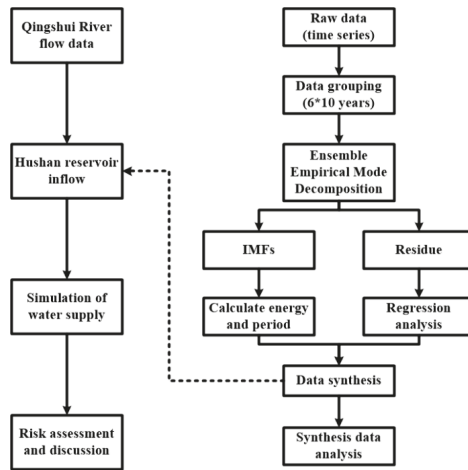 Qingshui River
flow data
Hushan reservoir
inflow
Simulation of
water supply
Risk assessment
and discussion
Raw data
(time series)
Data grouping
(6*10 years)
Ensemble
Empirical Mode
Decomposition
IMFs
Residue
Calculate energy
and period
Regression
analysis
Data synthesis
Synthesis data
analysis